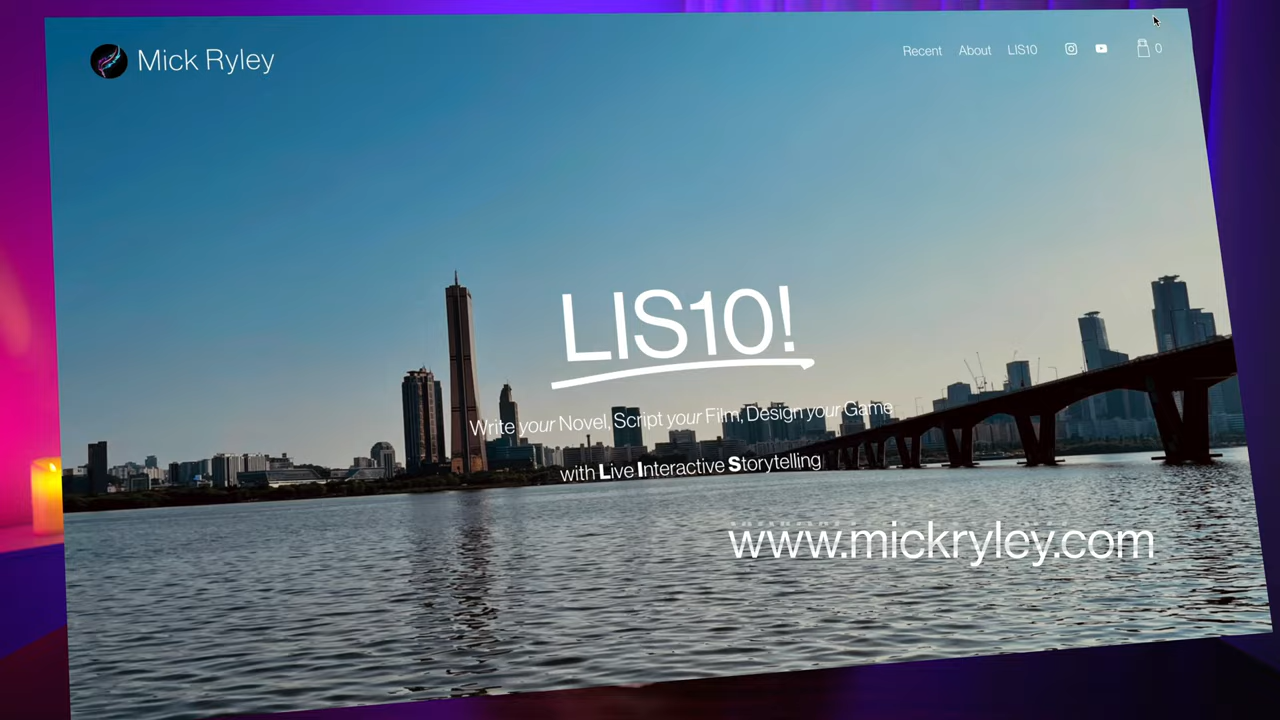 Mick Ryley
Recent About LIS10 0
LIS10!
Write your Novel, Script your Film, Design your Game
with Live Interactive Storytelling
www.mickryley.com